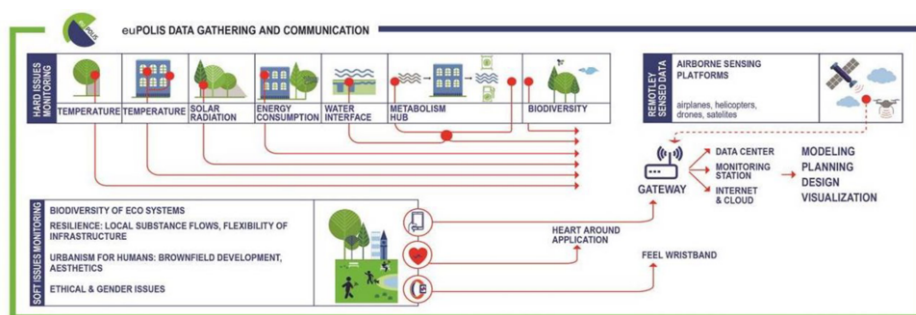 euPOLIS
euPOLIS DATA GATHERING AND COMMUNICATION
HARD ISSUES
MONITORING
TEMPERATURE
TEMPERATURE
SOLAR
RADIATION
ENERGY
CONSUMPTION
WATER
INTERFACE
METABOLISM
HUB
BIODIVERSITY
REMOTLEY
SENSED DATA
AIRBORNE SENSING
PLATFORMS
airplanes, helicopters,
drones, satelites
GATEWAY
DATA CENTER
MONITORING
STATION
INTERNET
& CLOUD
MODELING
PLANNING
DESIGN
VISUALIZATION
SOFT ISSUES MONITORING
BIODIVERSITY OF ECO SYSTEMS
RESILIENCE: LOCAL SUBSTANCE FLOWS, FLEXIBILITY OF
INFRASTRUCTURE
URBANISM FOR HUMANS: BROWNFIELD DEVELOPMENT,
AESTHETICS
ETHICAL & GENDER ISSUES
HEART AROUND
APPLICATION
FEEL WRISTBAND